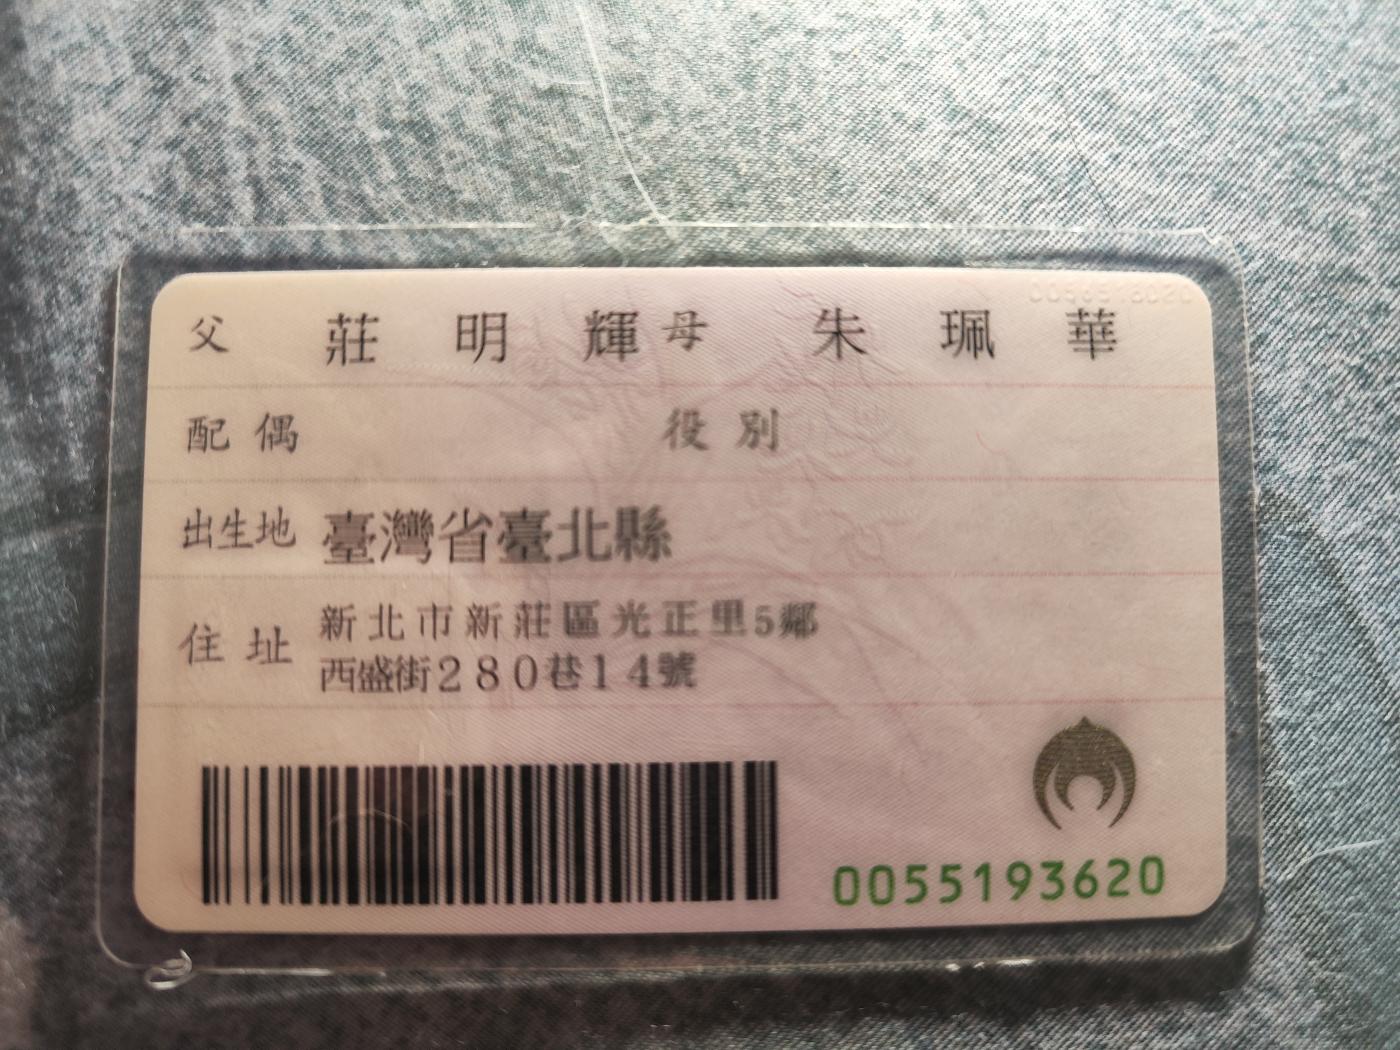 父 莊明輝 母 朱珮華
配偶 役別
出生地 臺灣省臺北縣
住址 新北市新莊區光正里5鄰
西盛街280巷14號
0055193620